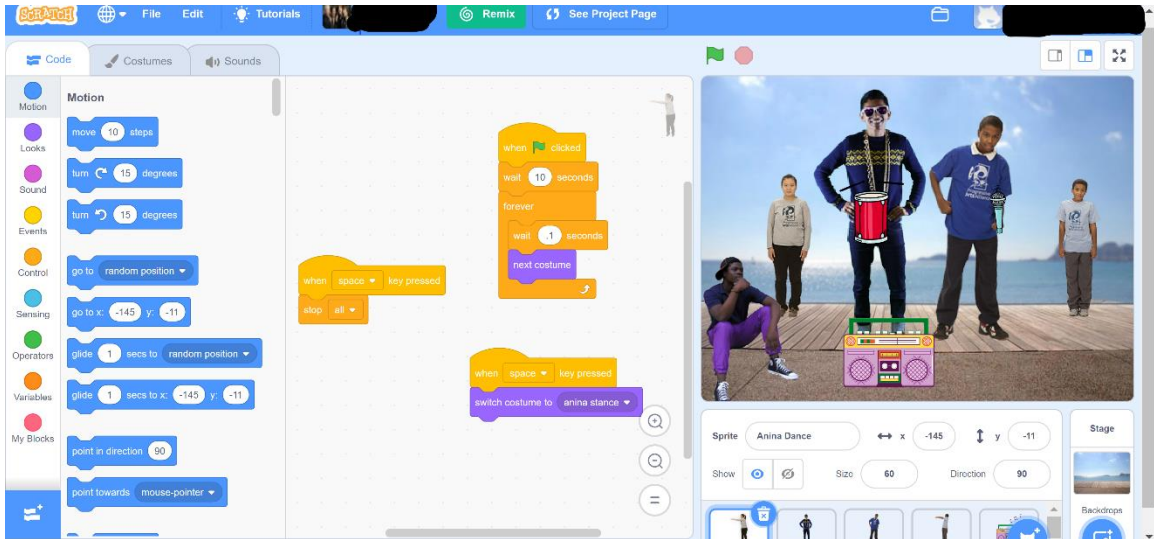 SCRATCH
File
Edit
Tutorials
Remix
See Project Page
Code
Costumes
Sounds
Motion
Looks
Sound
Events
Control
Sensing
Operators
Variables
My Blocks
Motion
move 10 steps
turn 15 degrees
turn 15 degrees
go to random position
go to x: -145 y: -11
glide 1 secs to random position
glide 1 secs to x: -145 y: -11
point in direction 90
point towards mouse-pointer
when space key pressed
stop all
when clicked
wait 10 seconds
forever
wait .1 seconds
next costume
when space key pressed
switch costume to anina stance
Sprite Anina Dance x -145 y -11
Show Size 60 Direction 90
Stage
Backdrops